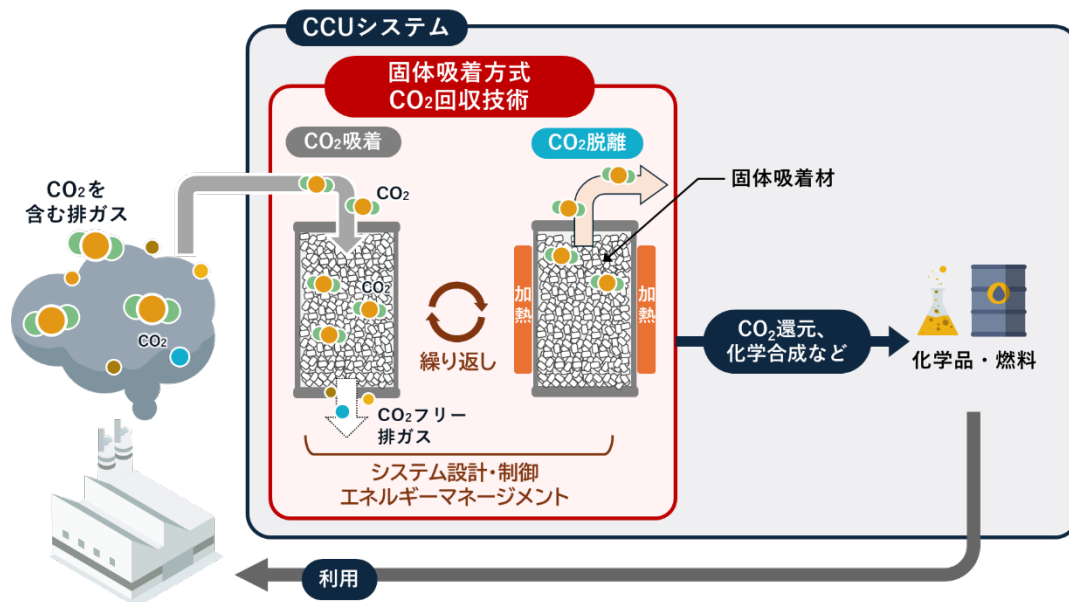 CCUシステム
固体吸着方式
CO₂回収技術
CO₂吸着
CO₂脱離
CO₂を
含む排ガス
CO₂
固体吸着材
CO₂
CO₂
加熱
加熱
繰り返し
CO₂還元、
化学合成など
化学品・燃料
CO₂フリー
排ガス
システム設計・制御
エネルギーマネージメント
利用